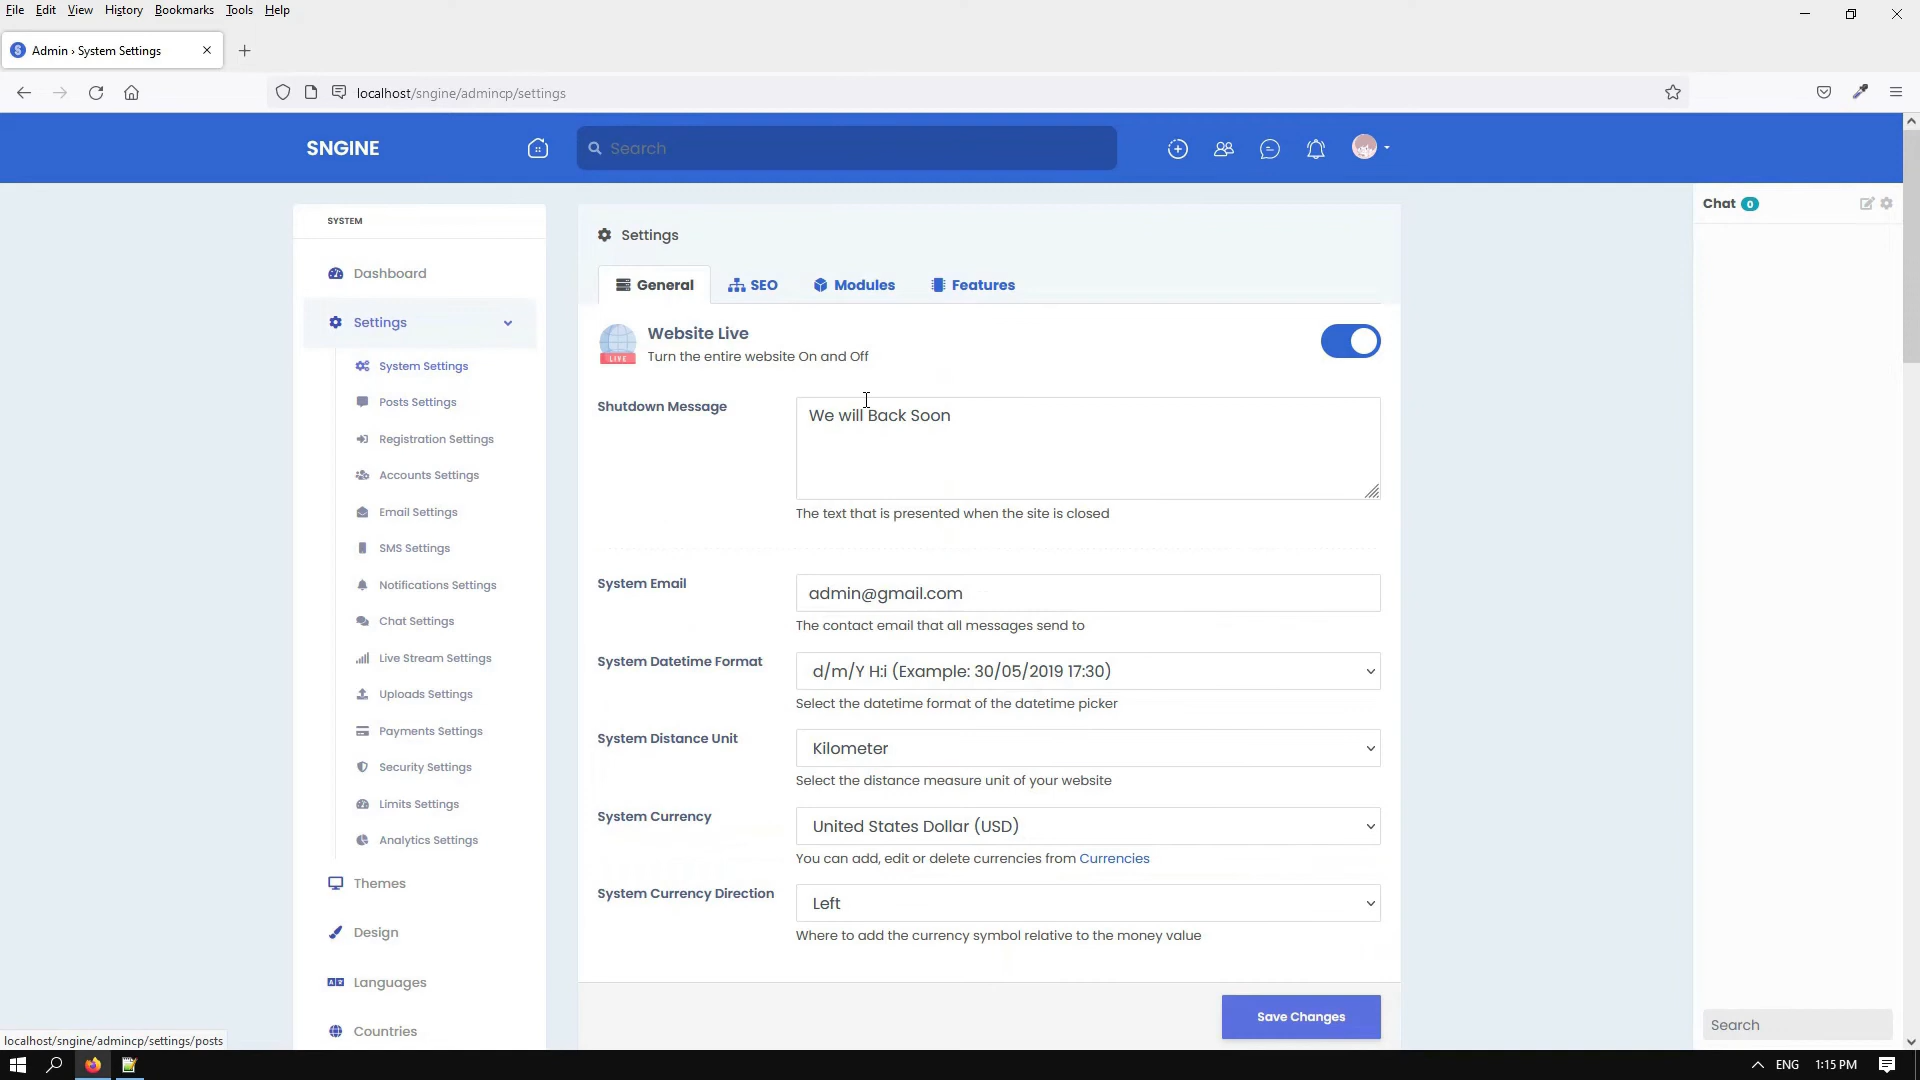 File Edit View History Bookmarks Tools Help
Admin › System Settings
localhost/sngine/admincp/settings
SNGINE
Search
SYSTEM
Dashboard
Settings
System Settings
Posts Settings
Registration Settings
Accounts Settings
Email Settings
SMS Settings
Notifications Settings
Chat Settings
Live Stream Settings
Uploads Settings
Payments Settings
Security Settings
Limits Settings
Analytics Settings
Themes
Design
Languages
Countries
Settings
General SEO Modules Features
LIVE
Website Live
Turn the entire website On and Off
Shutdown Message
We will Back Soon
The text that is presented when the site is closed
System Email
admin@gmail.com
The contact email that all messages send to
System Datetime Format
d/m/Y H:i (Example: 30/05/2019 17:30)
Select the datetime format of the datetime picker
System Distance Unit
Kilometer
Select the distance measure unit of your website
System Currency
United States Dollar (USD)
You can add, edit or delete currencies from Currencies
System Currency Direction
Left
Where to add the currency symbol relative to the money value
Save Changes
Chat 0
Search
localhost/sngine/admincp/settings/posts
ENG 1:15 PM